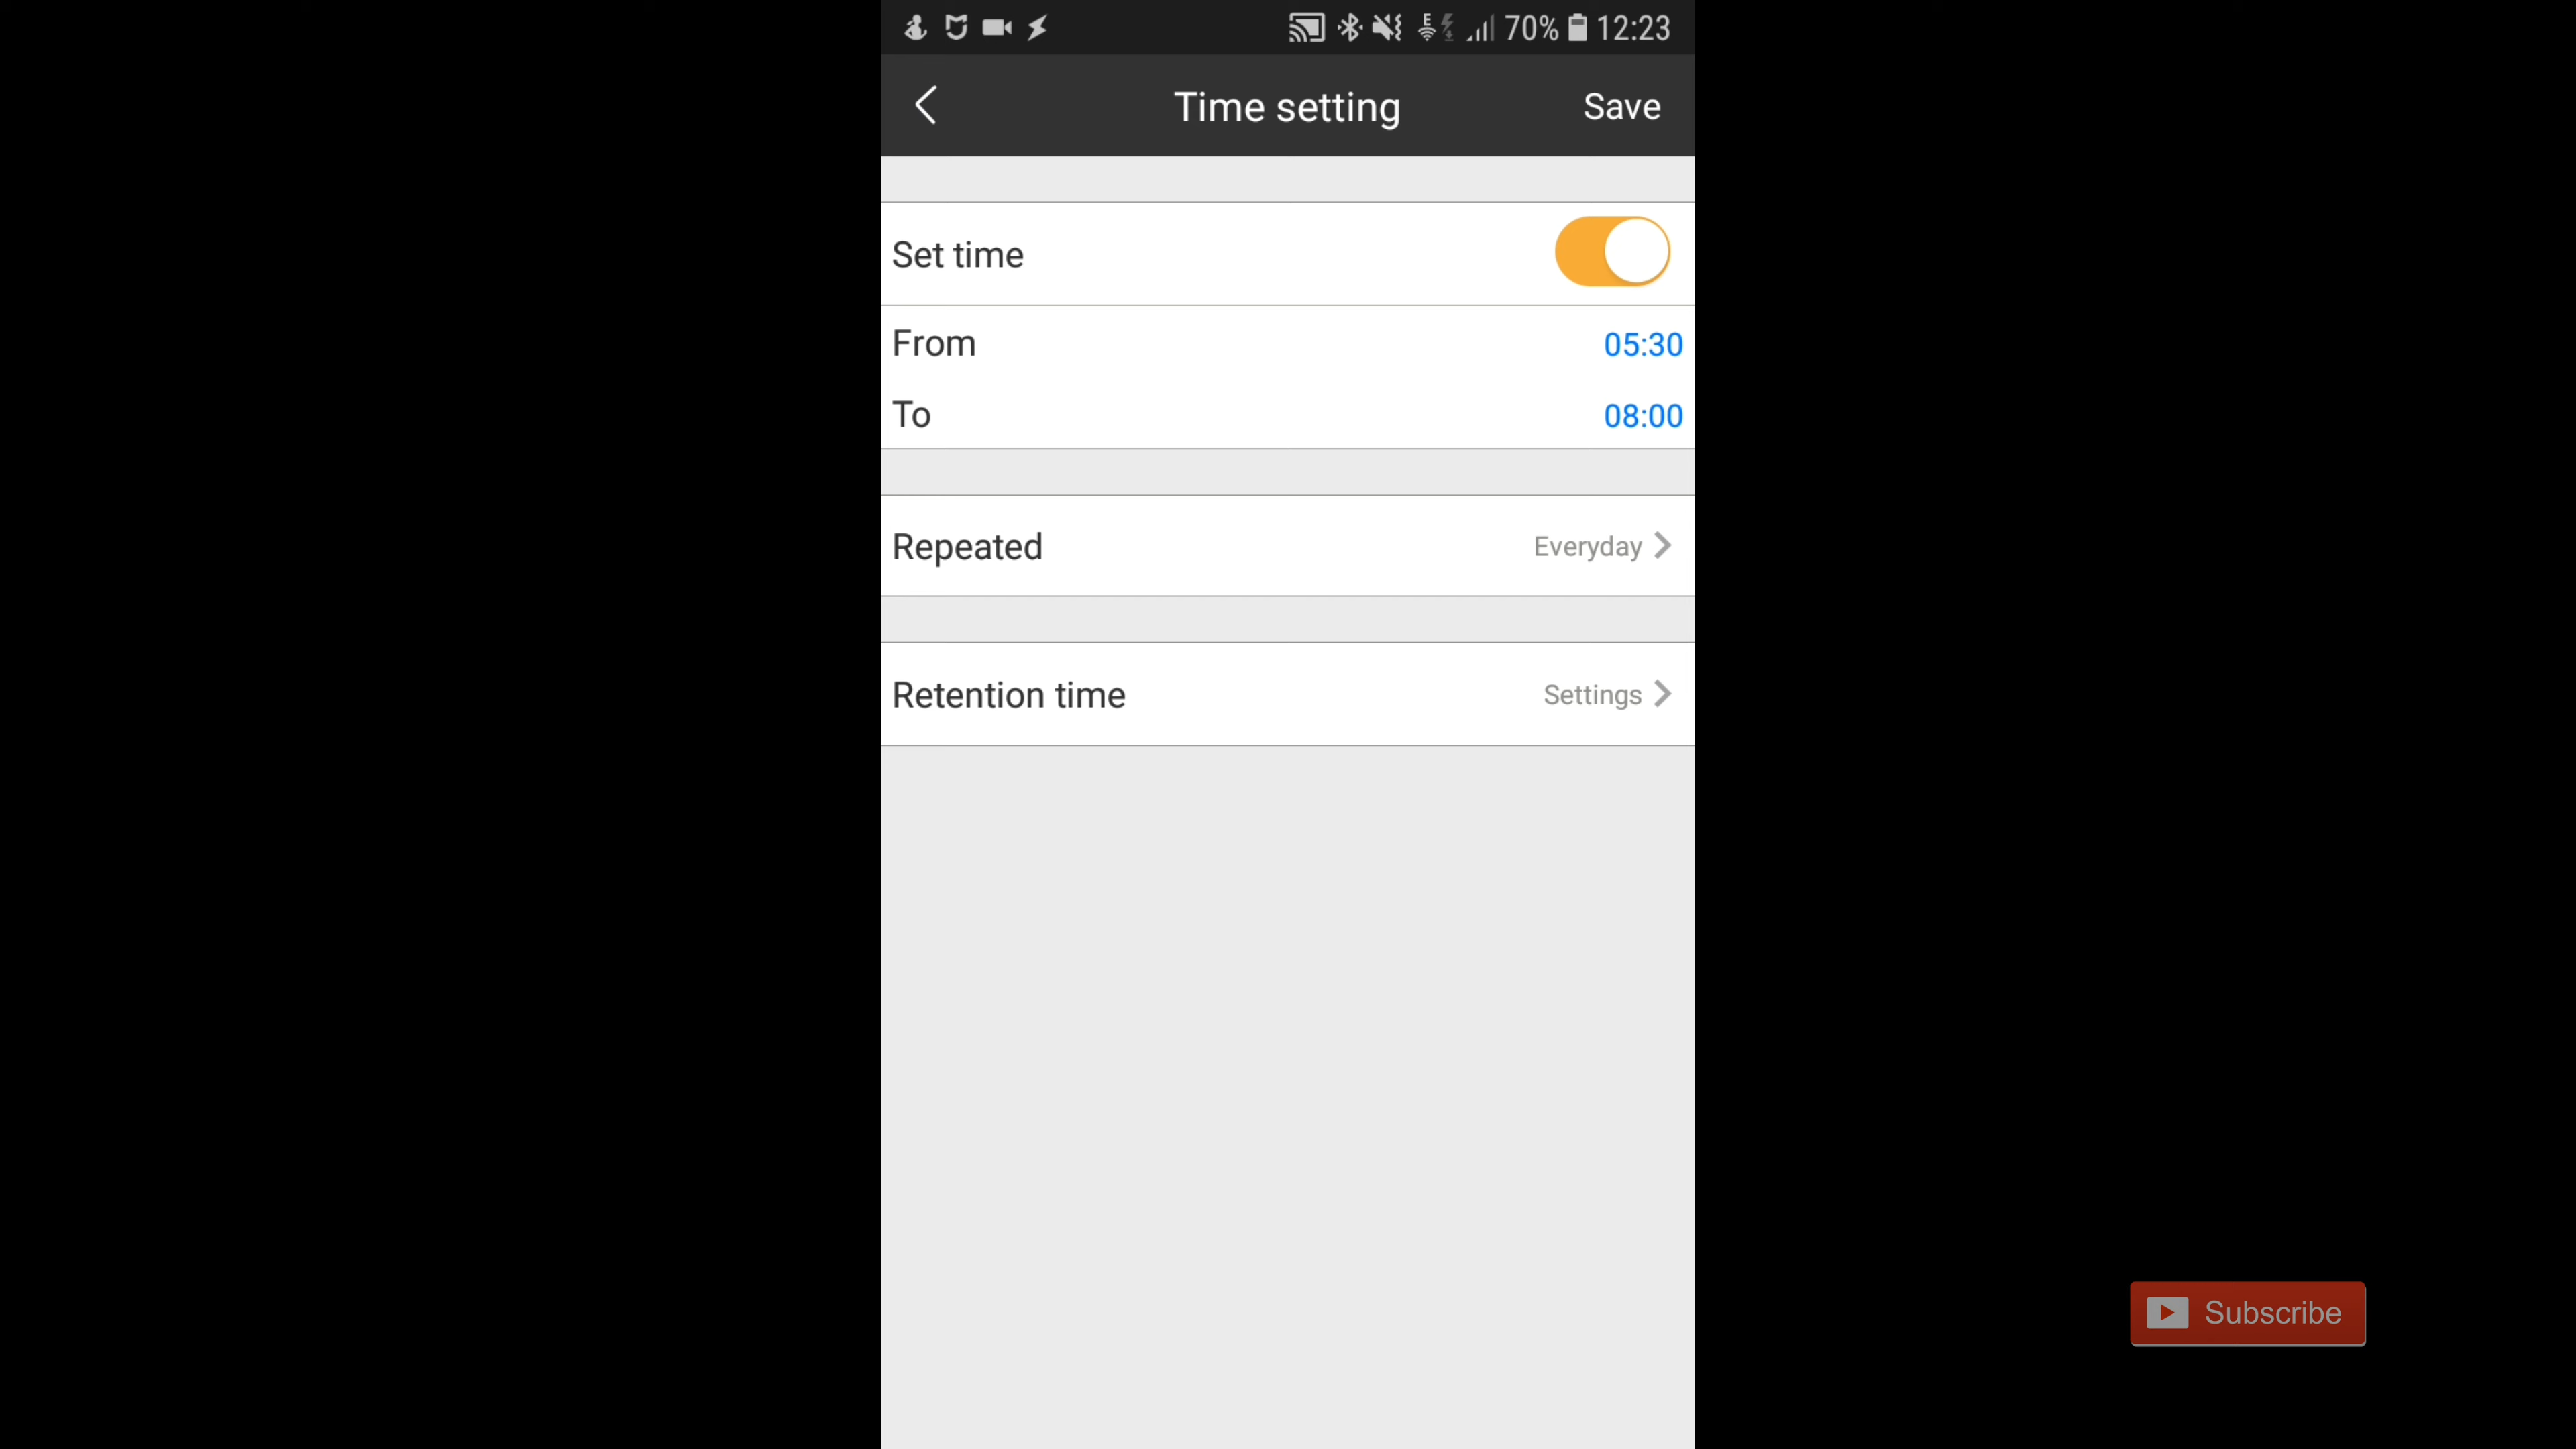 70% 12:23
Time setting Save
Set time
From 05:30
To 08:00
Repeated Everyday
Retention time Settings
Subscribe